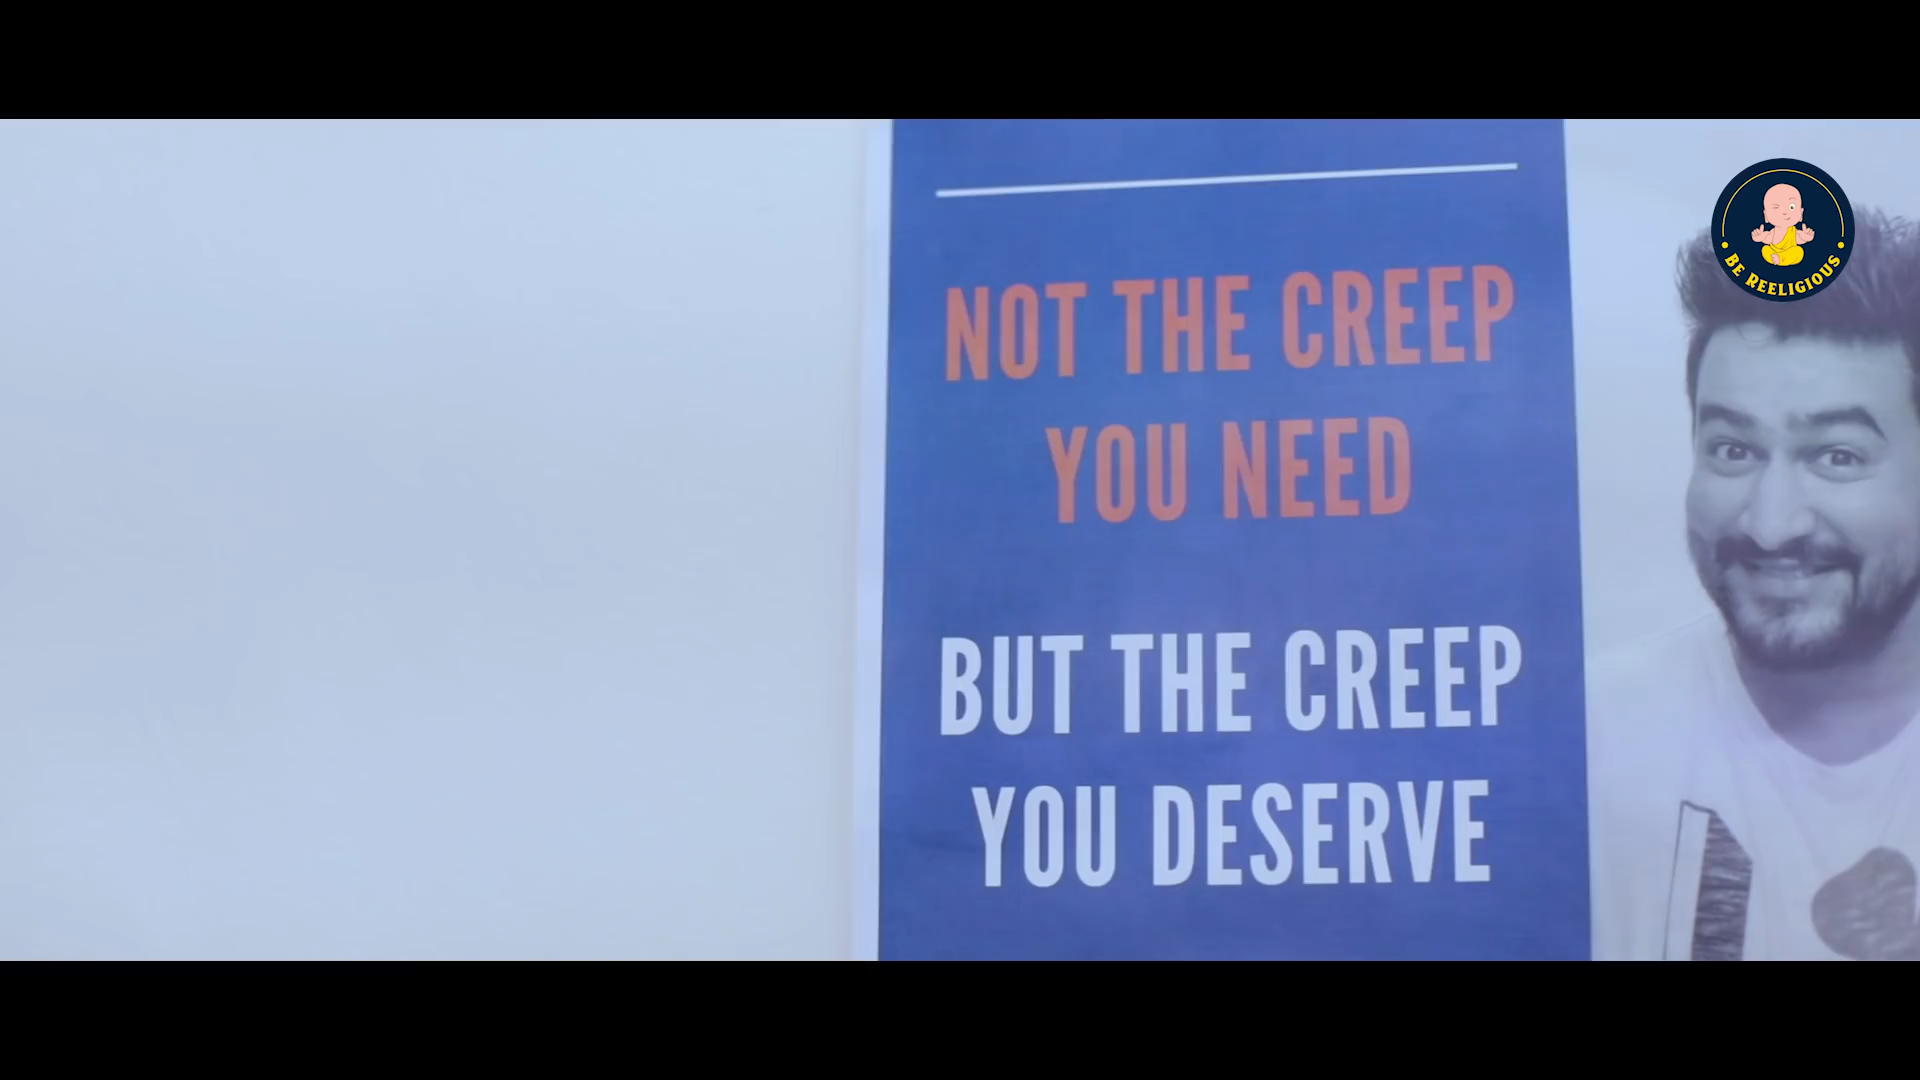 NOT THE CREEP
YOU NEED
BUT THE CREEP
YOU DESERVE
BE REELIGIOUS